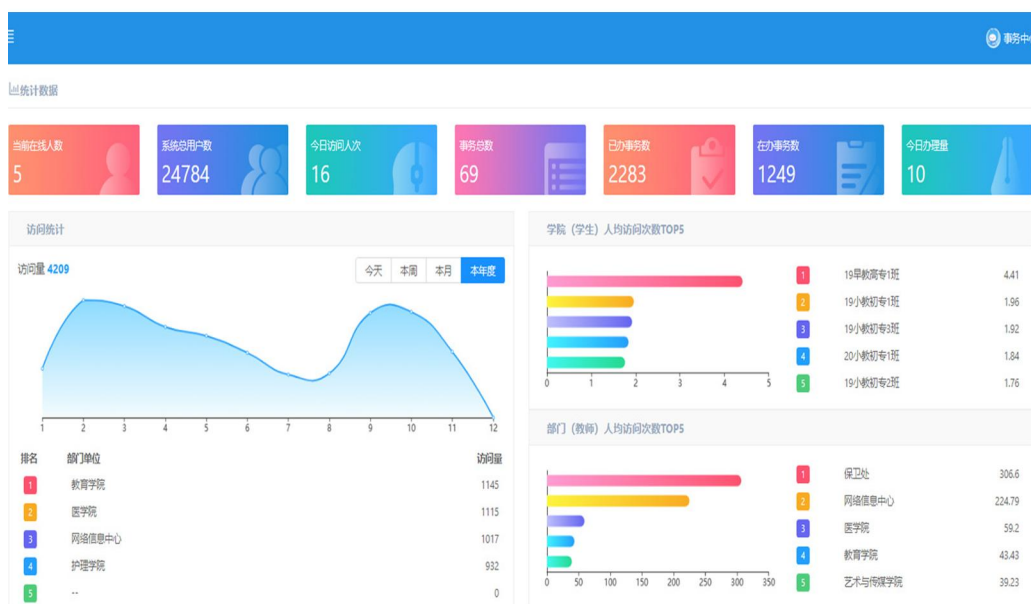 事务中
统计数据
当前在线人数 系统总用户数 今日访问人次 事务总数 已办事务数 在办事务数 今日办理量
5 24784 16 69 2283 1249 10
访问统计
访问量 4209 今天 本周 本月 本年度
1 2 3 4 5 6 7 8 9 10 11 12
排名 部门单位 访问量
1 教育学院 1145
2 医学院 1115
3 网络信息中心 1017
4 护理学院 932
5 -- 0
学院（学生）人均访问次数TOP5
1 19早教高专1班 4.41
2 19小教初专1班 1.96
3 19小教初专3班 1.92
4 20小教初专1班 1.84
5 19小教初专2班 1.76
0 1 2 3 4 5
部门（教师）人均访问次数TOP5
1 保卫处 306.6
2 网络信息中心 224.79
3 医学院 59.2
4 教育学院 43.43
5 艺术与传媒学院 39.23
0 50 100 150 200 250 300 350